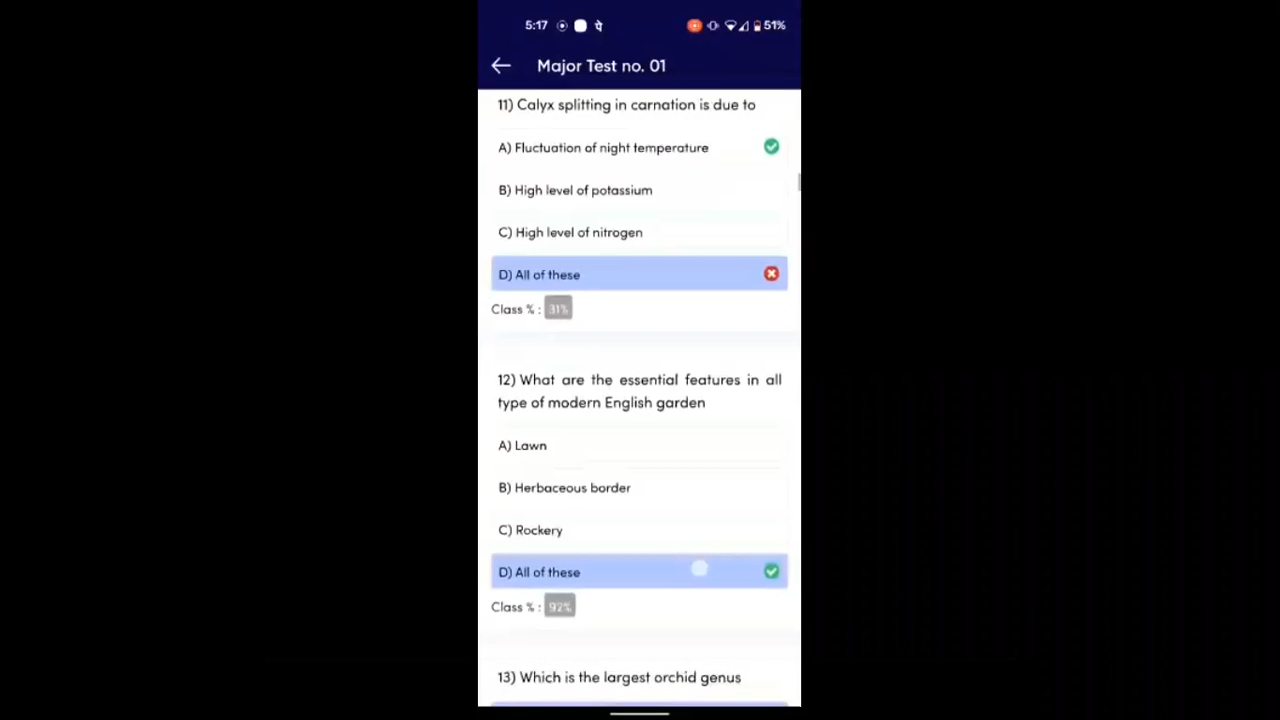 5:17 पे 51%
Major Test no. 01
11) Calyx splitting in carnation is due to
A) Fluctuation of night temperature
B) High level of potassium
C) High level of nitrogen
D) All of these
Class % : 31%
12) What are the essential features in all
type of modern English garden
A) Lawn
B) Herbaceous border
C) Rockery
D) All of these
Class % : 92%
13) Which is the largest orchid genus